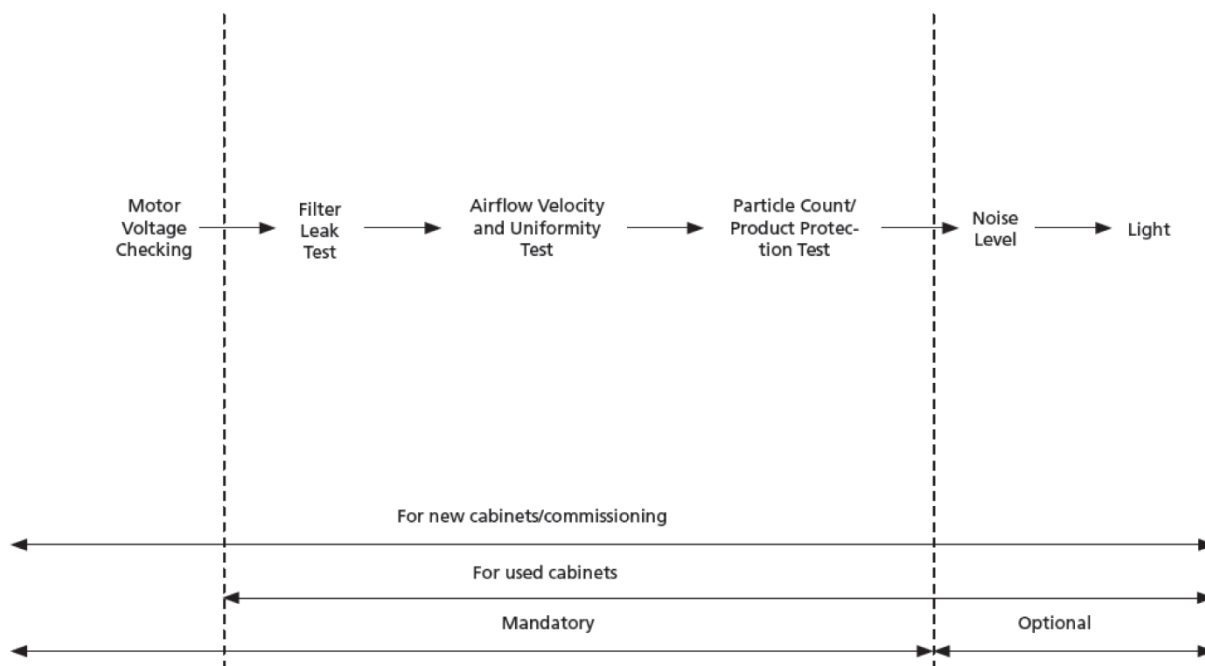 Motor
Voltage
Checking
Filter
Leak
Test
Airflow Velocity
and Uniformity
Test
Particle Count/
Product Protec-
tion Test
Noise
Level
Light
For new cabinets/commissioning
For used cabinets
Mandatory
Optional